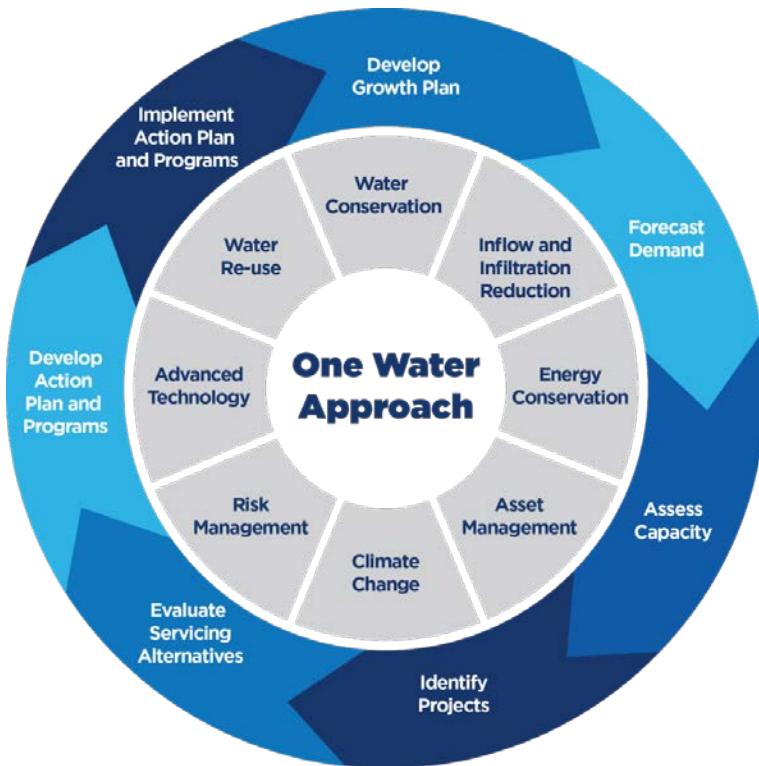 Develop
Growth Plan
Forecast
Demand
Assess
Capacity
Identify
Projects
Evaluate
Servicing
Alternatives
Develop
Action
Plan and
Programs
Implement
Action Plan
and Programs
Water
Conservation
Inflow and
Infiltration
Reduction
Energy
Conservation
Asset
Management
Climate
Change
Risk
Management
Advanced
Technology
Water
Re-use
One Water
Approach